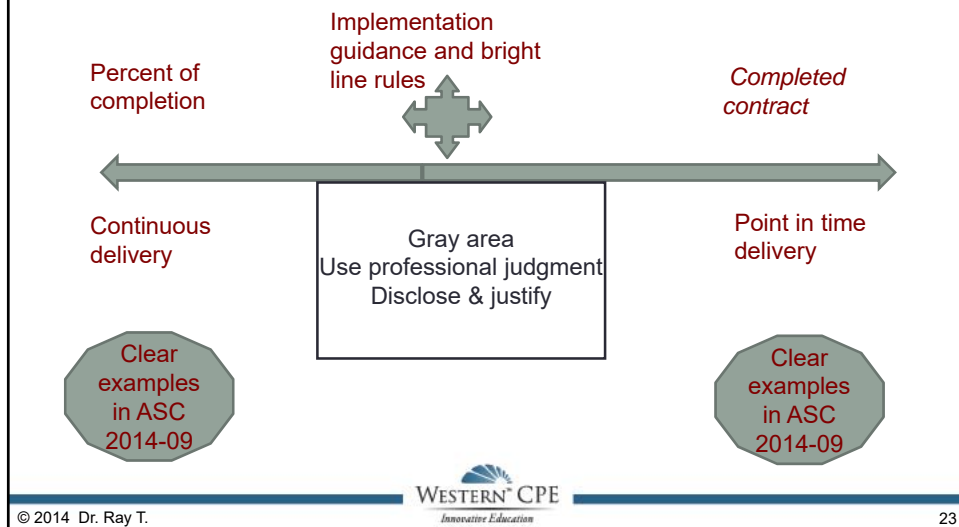 Implementation
guidance and bright
line rules
Percent of
completion
Completed
contract
Continuous
delivery
Gray area
Use professional judgment
Disclose & justify
Point in time
delivery
Clear
examples
in ASC
2014-09
Clear
examples
in ASC
2014-09
WESTERN™ CPE
Innovative Education
© 2014 Dr. Ray T.
23